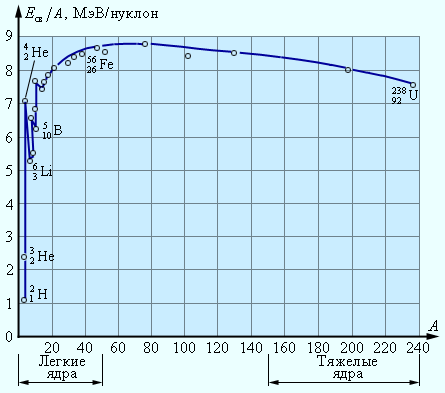 E св /A, МэВ/нуклон
9
8
7
6
5
4
3
2
1
0
4 2 He
56 26 Fe
238 92 U
5 10 B
6 3 Li
3 2 He
2 1 H
A
20 40 60 80 100 120 140 160 180 200 220 240
Легкие
ядра
Тяжелые
ядра